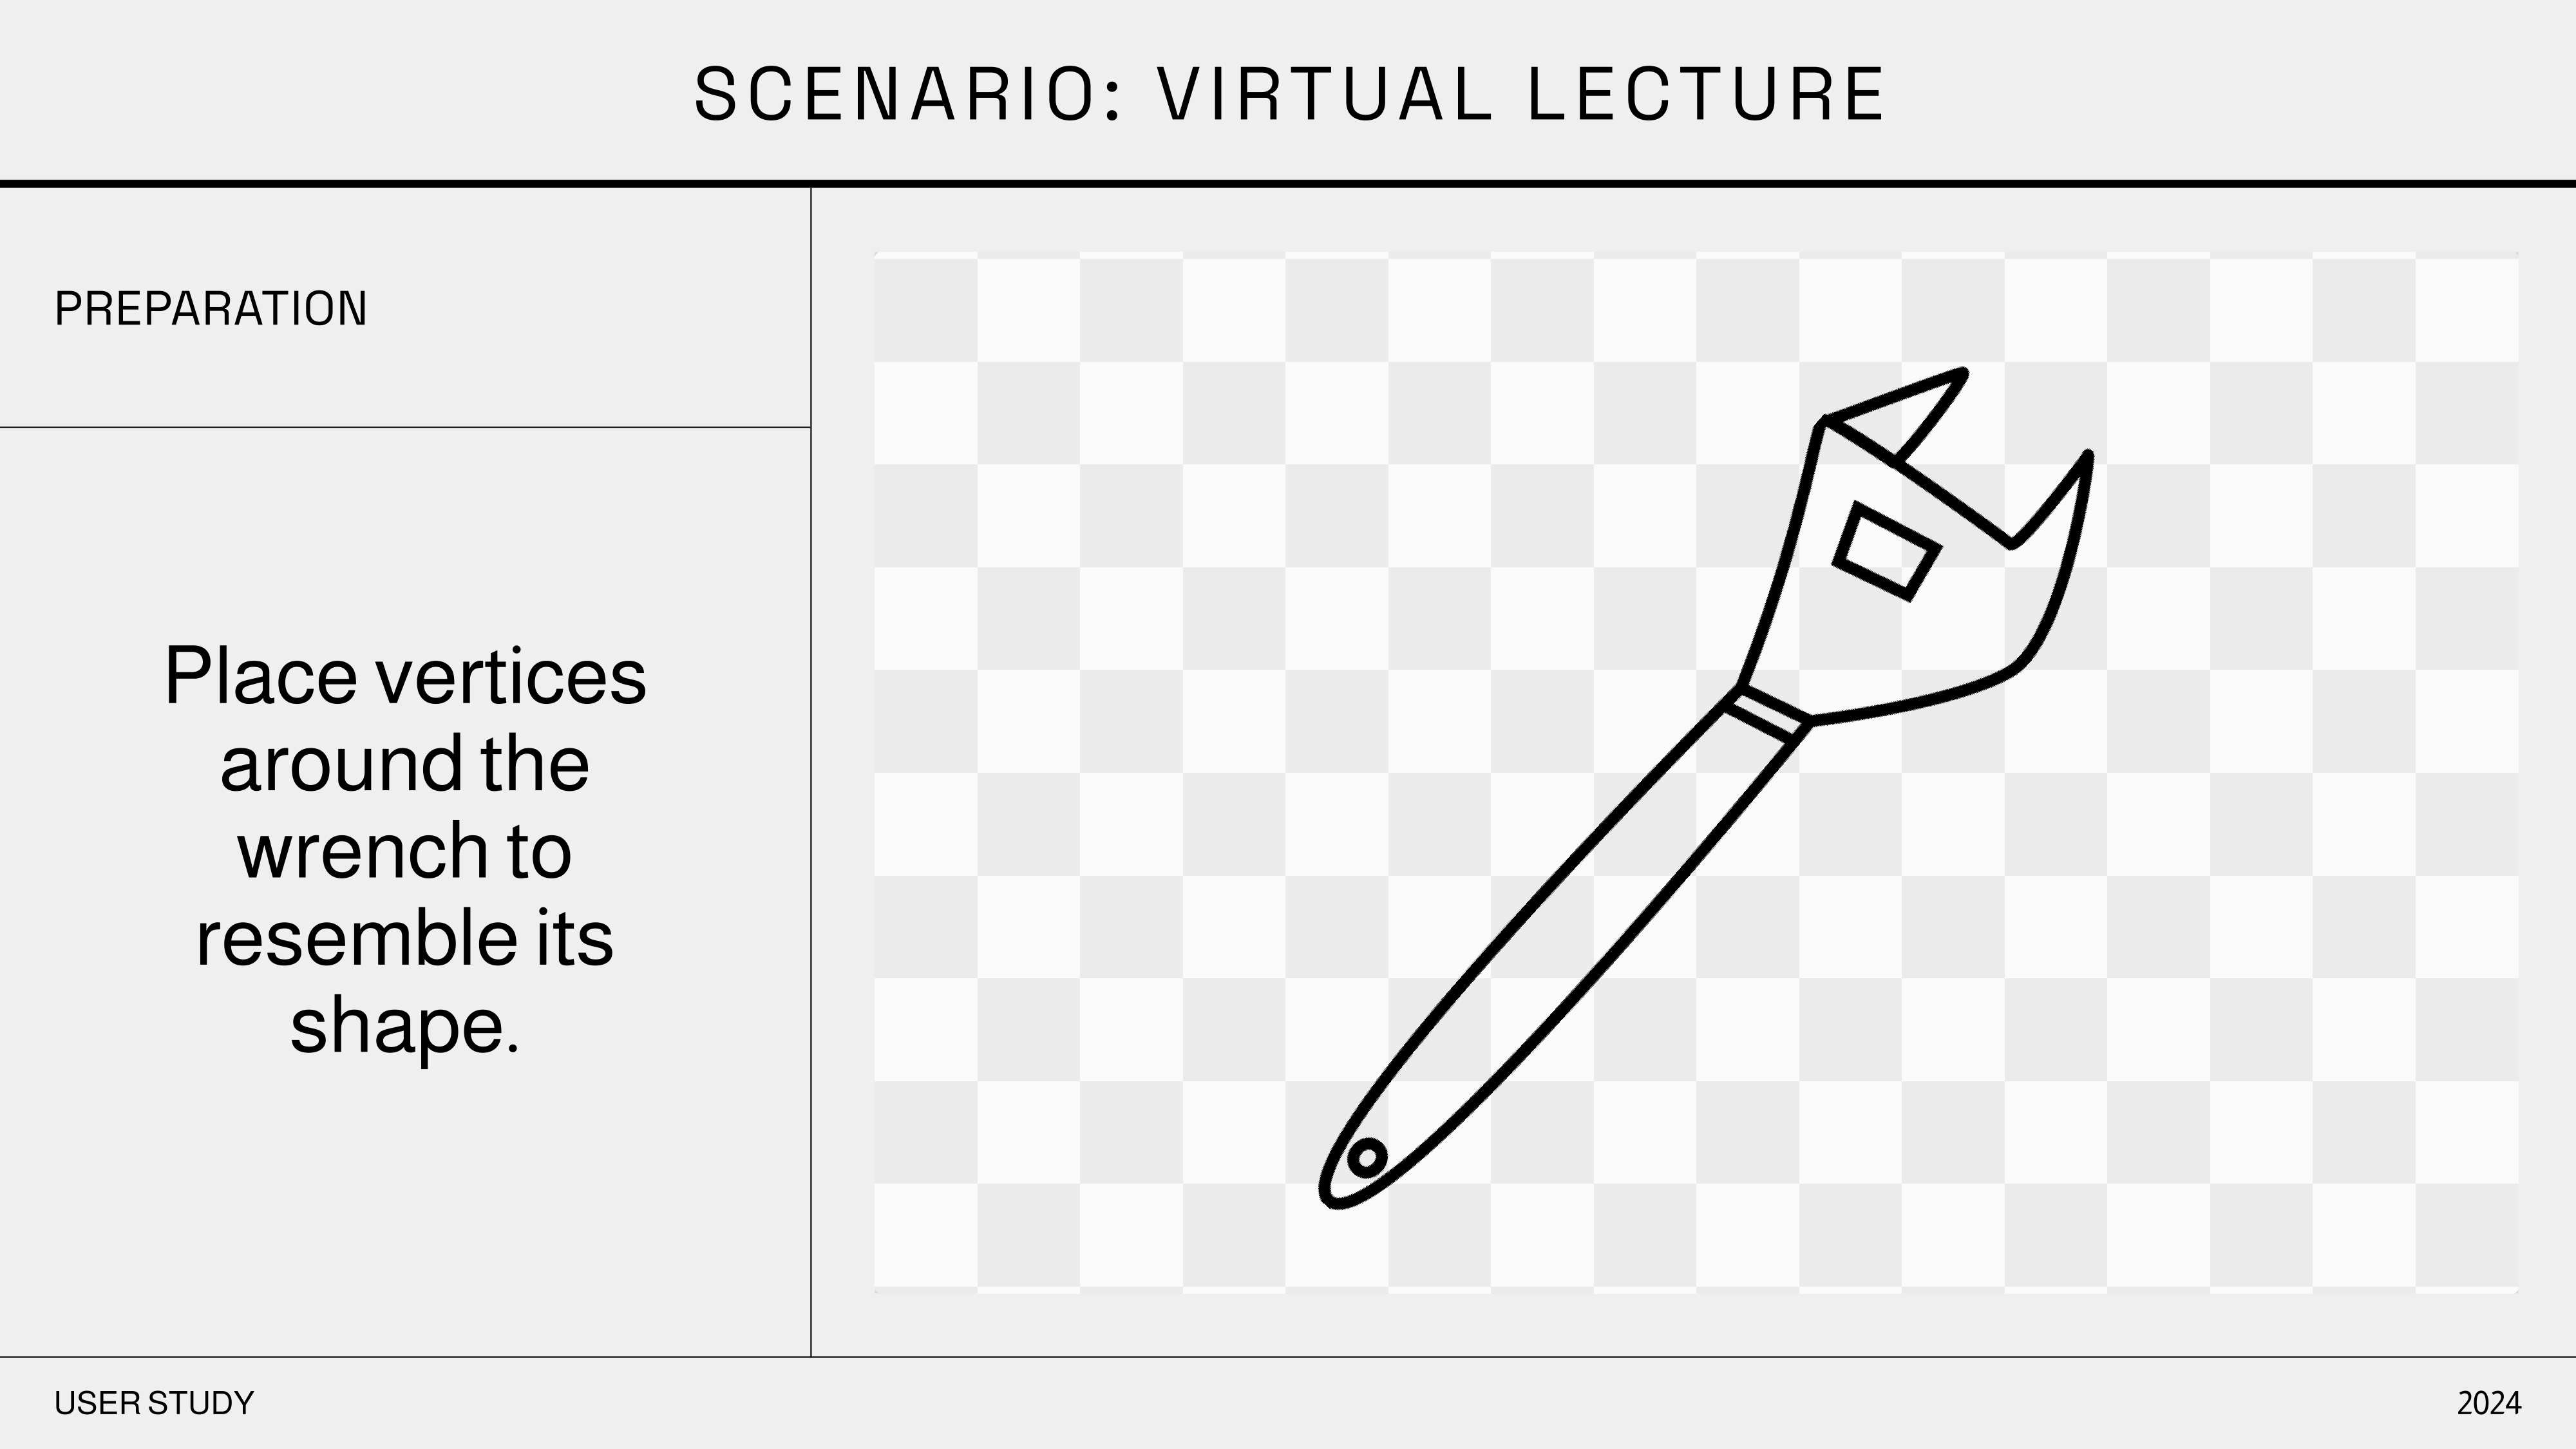 SCENARIO: VIRTUAL LECTURE
PREPARATION
Place vertices
around the
wrench to
resemble its
shape.
USER STUDY
2024